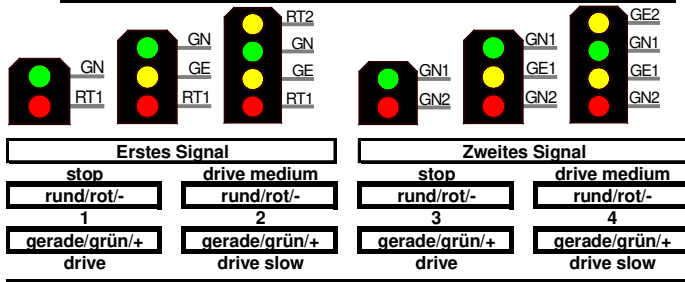 RT2 GE2
GN GN GN1 GN1
GN GE GE GN1 GE1 GE1
RT1 RT1 RT1 GN2 GN2 GN2
Erstes Signal Zweites Signal
stop drive medium stop drive medium
rund/rot/- rund/rot/- rund/rot/- rund/rot/-
1 2 3 4
gerade/grün/+ gerade/grün/+ gerade/grün/+ gerade/grün/+
drive drive slow drive drive slow